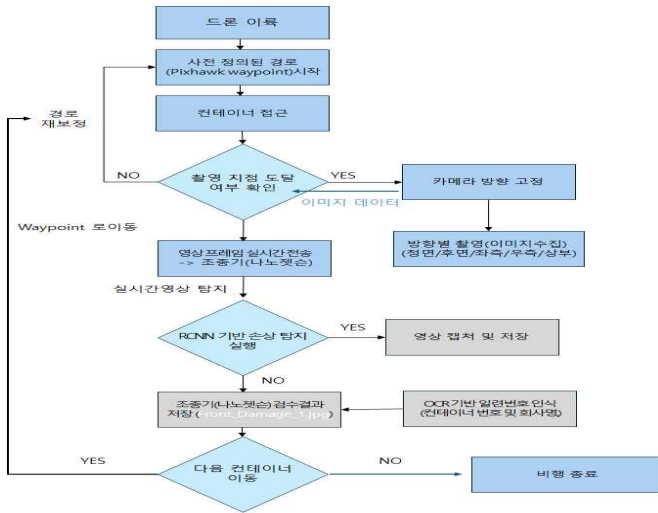 드론 이륙
사전 정의된 경로
(Pixhawk waypoint)시작
경로
재보정
컨테이너 접근
NO
촬영 지점 도달
여부 확인
YES
이미지 데이터
카메라 방향 고정
Waypoint 로이동
영상프레임 실시간전송
-> 조종기(나노젯슨)
방향별 촬영(이미지수집)
(정면/후면/좌측/우측/상부)
실시간영상 탐지
RCNN 기반 손상 탐지
실행
YES
영상 캡처 및 저장
NO
조종기(나노젯슨) 검수결과
저장(Front_Damage_1.jpg)
OCR기반 일련번호 인식
(컨테이너 번호 및 회사명)
YES
다음 컨테이너
이동
NO
비행 종료